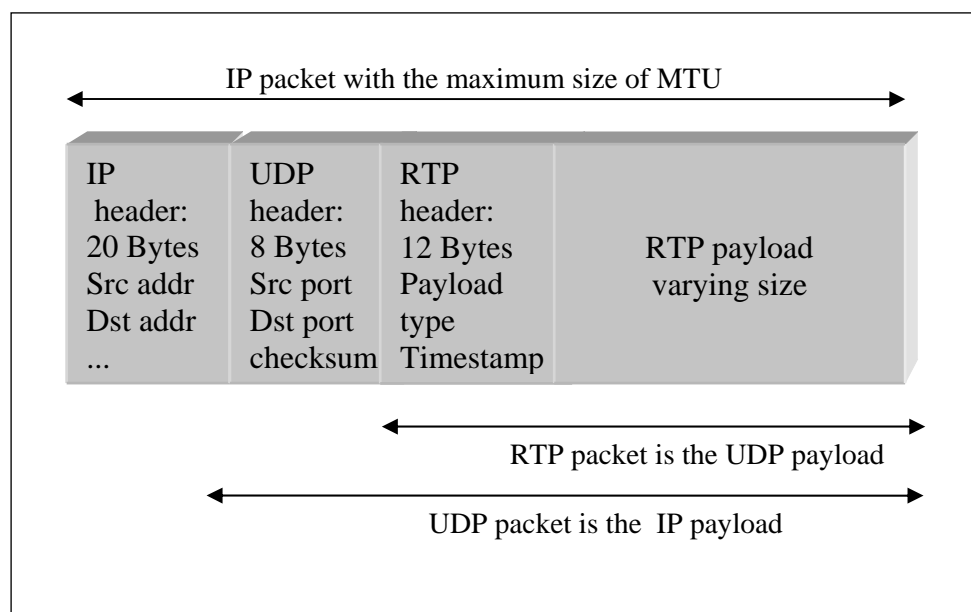 IP packet with the maximum size of MTU
IP
header:
20 Bytes
Src addr
Dst addr
...
UDP
header:
8 Bytes
Src port
Dst port
checksum
RTP
header:
12 Bytes
Payload
type
Timestamp
RTP payload
varying size
RTP packet is the UDP payload
UDP packet is the IP payload